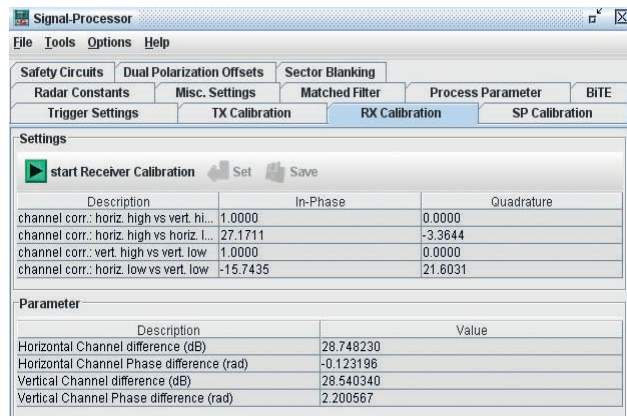 Signal-Processor
File Tools Options Help
Safety Circuits Dual Polarization Offsets Sector Blanking
Radar Constants Misc. Settings Matched Filter Process Parameter BiTE
Trigger Settings TX Calibration RX Calibration SP Calibration
Settings
start Receiver Calibration Set Save
Description In-Phase Quadrature
channel corr.: horiz. high vs vert. hi... 1.0000 0.0000
channel corr.: horiz. high vs horiz. l... 27.1711 -3.3644
channel corr.: vert. high vs vert. low 1.0000 0.0000
channel corr.: horiz. low vs vert. low -15.7435 21.6031
Parameter
Description Value
Horizontal Channel difference (dB) 28.748230
Horizontal Channel Phase difference (rad) -0.123196
Vertical Channel difference (dB) 28.540340
Vertical Channel Phase difference (rad) 2.200567